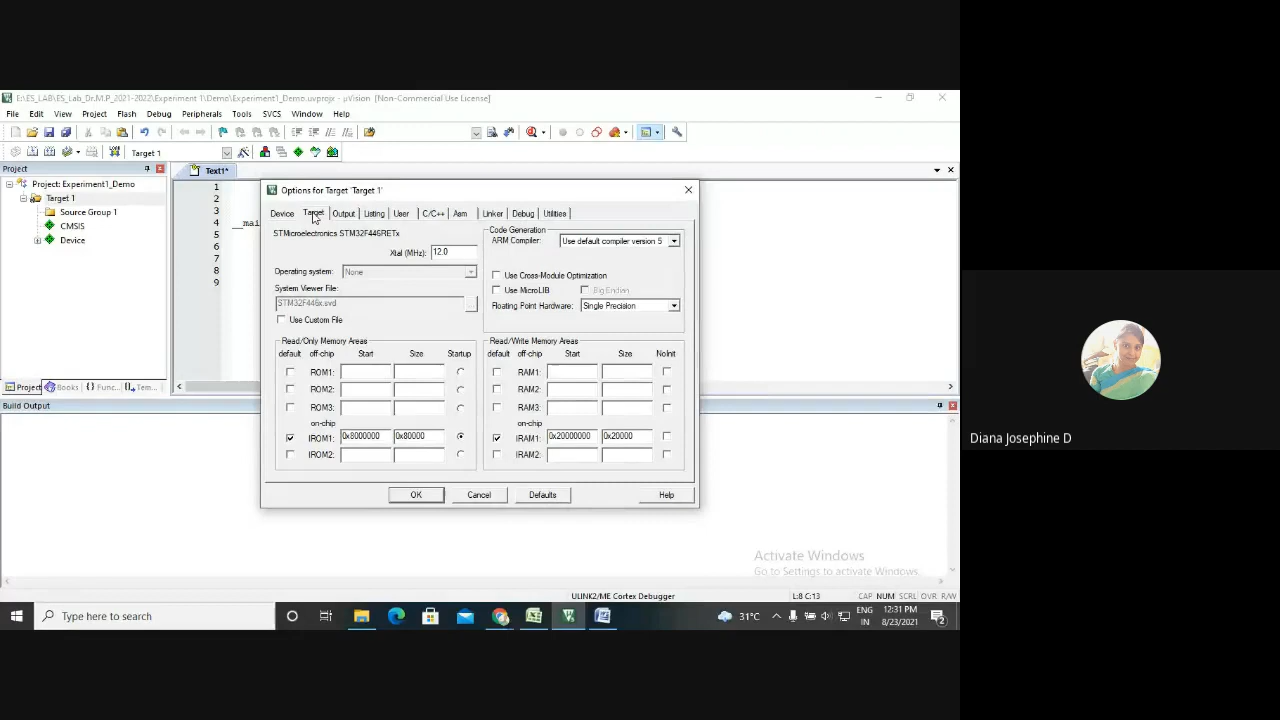 E:\ES_LAB\ES_Lab_Dr.M.P_2021-2022\Experiment 1\Demo\Experiment1_Demo.uvprojx - µVision [Non-Commercial Use License]
File Edit View Project Flash Debug Peripherals Tools SVCS Window Help
Target 1
Project
Project: Experiment1_Demo
Target 1
Source Group 1
CMSIS
Device
Project Books Func... Tem...
Text1*
1
2
3
4 __mai
5
6
7
8
9
Options for Target 'Target 1'
Device Target Output Listing User C/C++ Asm Linker Debug Utilities
STMicroelectronics STM32F446RETx
Xtal (MHz): 12.0
Operating system: None
System Viewer File:
STM32F446x.svd ...
Use Custom File
Code Generation
ARM Compiler: Use default compiler version 5
Use Cross-Module Optimization
Use MicroLIB Big Endian
Floating Point Hardware: Single Precision
Read/Only Memory Areas
default off-chip Start Size Startup
ROM1:
ROM2:
ROM3:
on-chip
IROM1: 0x8000000 0x80000
IROM2:
Read/Write Memory Areas
default off-chip Start Size NoInit
RAM1:
RAM2:
RAM3:
on-chip
IRAM1: 0x20000000 0x20000
IRAM2:
OK Cancel Defaults Help
Build Output
Activate Windows
Go to Settings to activate Windows.
ULINK2/ME Cortex Debugger L:8 C:13 CAP NUM SCRL OVR R/W
Type here to search
31°C
ENG
IN
12:31 PM
8/23/2021
2
Diana Josephine D